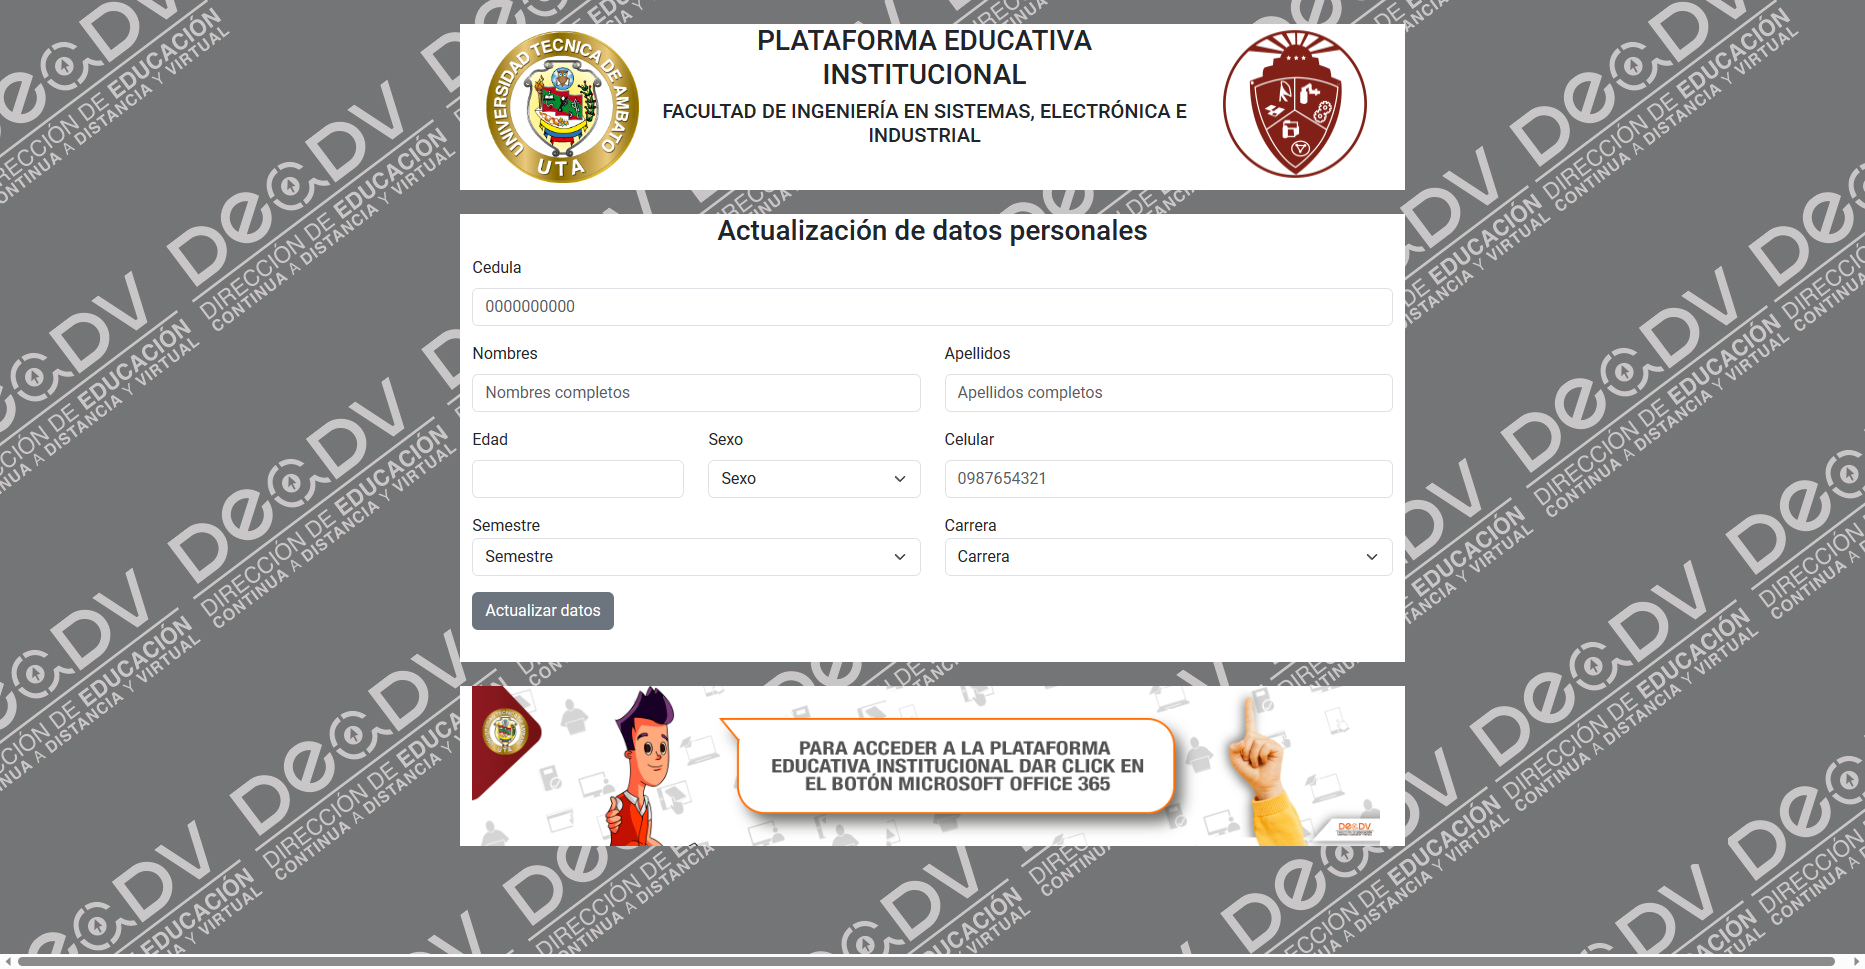 UNIVERSIDAD TECNICA DE AMBATO
UTA
PLATAFORMA EDUCATIVA
INSTITUCIONAL
FACULTAD DE INGENIERÍA EN SISTEMAS, ELECTRÓNICA E
INDUSTRIAL
Actualización de datos personales
Cedula
0000000000
Nombres
Apellidos
Nombres completos
Apellidos completos
Edad
Sexo
Celular
Sexo
0987654321
Semestre
Carrera
Semestre
Carrera
Actualizar datos
PARA ACCEDER A LA PLATAFORMA
EDUCATIVA INSTITUCIONAL DAR CLICK EN
EL BOTÓN MICROSOFT OFFICE 365
DeaDV
DeaDV
DIRECCIÓN DE EDUCACIÓN
CONTINUA A DISTANCIA Y VIRTUAL